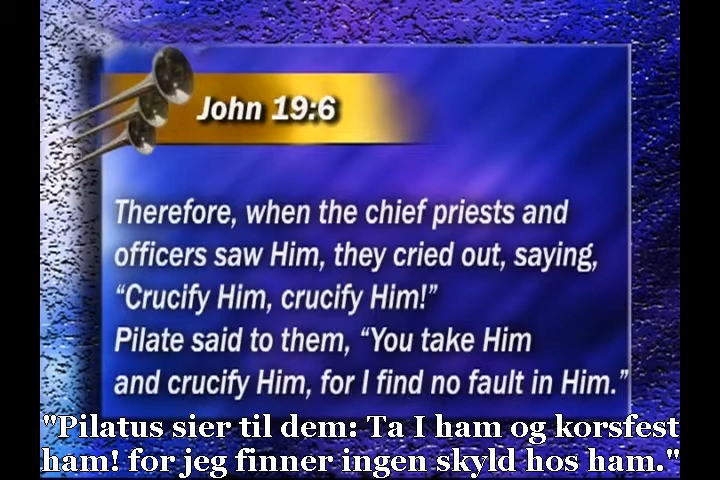 John 19:6
Therefore, when the chief priests and
officers saw Him, they cried out, saying,
“Crucify Him, crucify Him!”
Pilate said to them, “You take Him
and crucify Him, for I find no fault in Him.”
"Pilatus sier til dem: Ta I ham og korsfest
ham! for jeg finner ingen skyld hos ham."